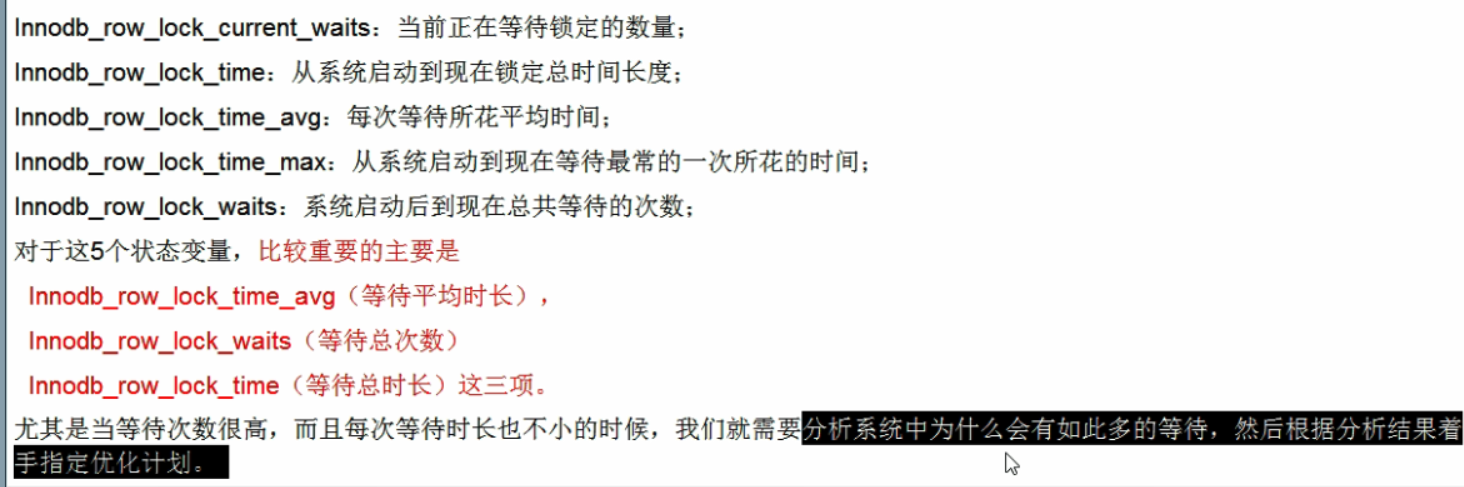 Innodb_row_lock_current_waits：当前正在等待锁定的数量；
Innodb_row_lock_time：从系统启动到现在锁定总时间长度；
Innodb_row_lock_time_avg：每次等待所花平均时间；
Innodb_row_lock_time_max：从系统启动到现在等待最常的一次所花的时间；
Innodb_row_lock_waits：系统启动后到现在总共等待的次数；
对于这5个状态变量，比较重要的主要是
Innodb_row_lock_time_avg（等待平均时长），
Innodb_row_lock_waits（等待总次数）
Innodb_row_lock_time（等待总时长）这三项。
尤其是当等待次数很高，而且每次等待时长也不小的时候，我们就需要分析系统中为什么会有如此多的等待，然后根据分析结果着
手指定优化计划。